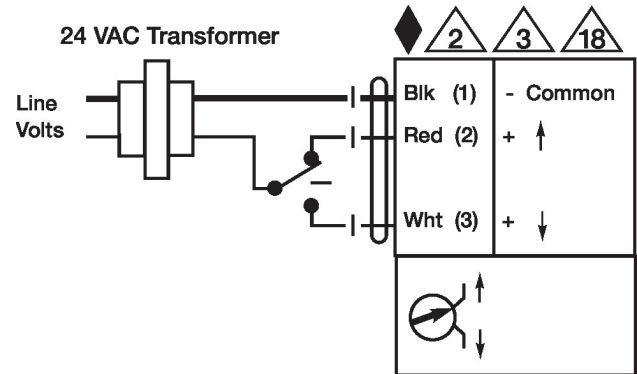 24 VAC Transformer
2 3 18
Line
Volts
Blk (1) - Common
Red (2) + ↑
Wht (3) + ↓